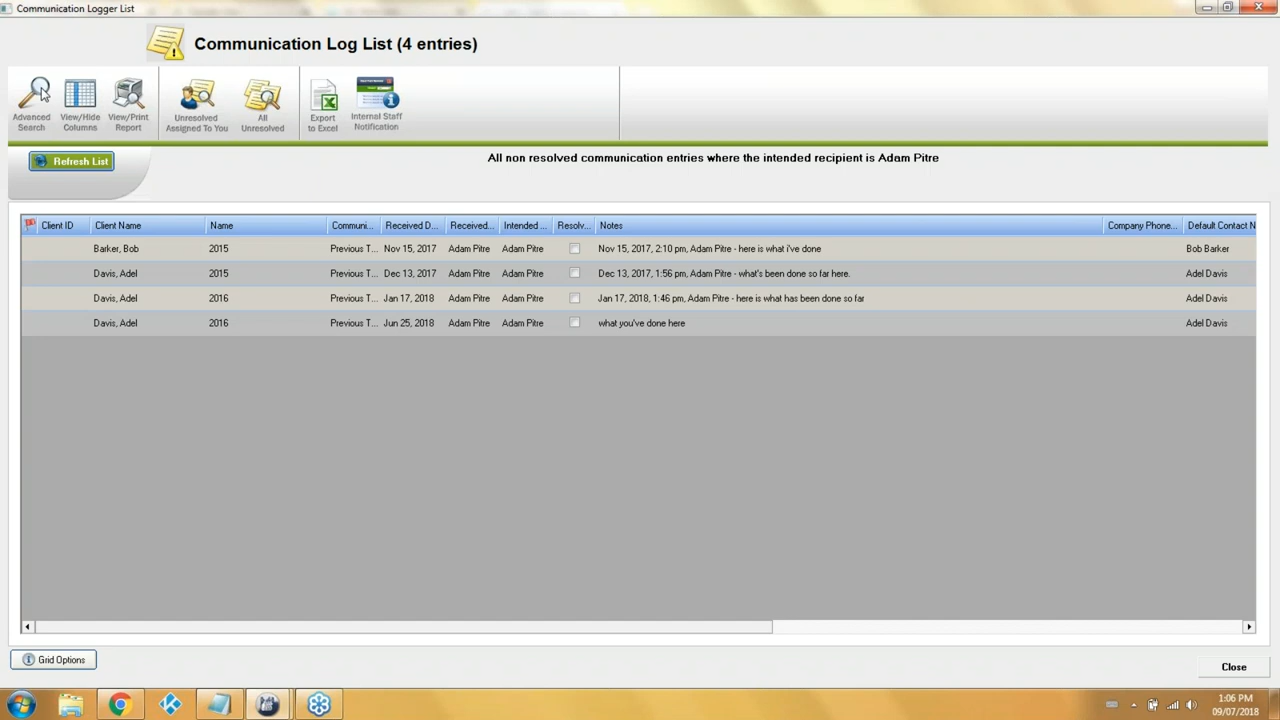 Communication Logger List
Communication Log List (4 entries)
Advanced Search
View/Hide Columns
View/Print Report
Unresolved Assigned To You
All Unresolved
Export to Excel
Internal Staff Notification
Refresh List
All non resolved communication entries where the intended recipient is Adam Pitre
Client ID Client Name Name Communi... Received D... Received... Intended ... Resolv... Notes Company Phone... Default Contact N
Barker, Bob 2015 Previous T... Nov 15, 2017 Adam Pitre Adam Pitre Nov 15, 2017, 2:10 pm, Adam Pitre - here is what i've done Bob Barker
Davis, Adel 2015 Previous T... Dec 13, 2017 Adam Pitre Adam Pitre Dec 13, 2017, 1:56 pm, Adam Pitre - what's been done so far here. Adel Davis
Davis, Adel 2016 Previous T... Jan 17, 2018 Adam Pitre Adam Pitre Jan 17, 2018, 1:46 pm, Adam Pitre - here is what has been done so far Adel Davis
Davis, Adel 2016 Previous T... Jun 25, 2018 Adam Pitre Adam Pitre what you've done here Adel Davis
Grid Options
Close
1:06 PM
09/07/2018